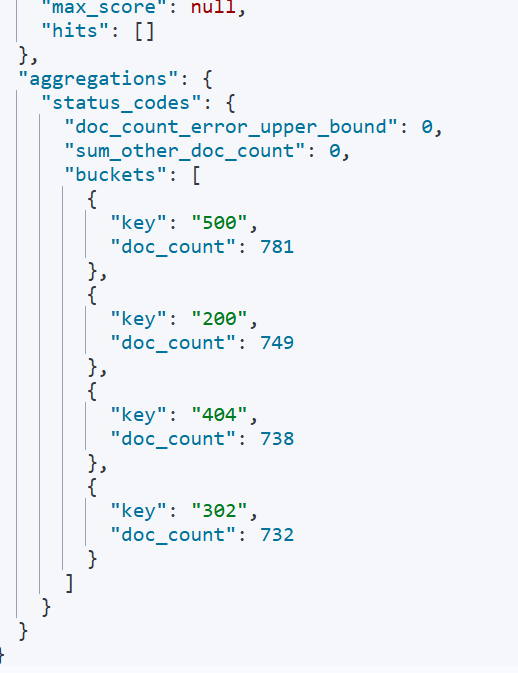 "max_score": null,
"hits": []
},
"aggregations": {
"status_codes": {
"doc_count_error_upper_bound": 0,
"sum_other_doc_count": 0,
"buckets": [
{
"key": "500",
"doc_count": 781
},
{
"key": "200",
"doc_count": 749
},
{
"key": "404",
"doc_count": 738
},
{
"key": "302",
"doc_count": 732
}
]
}
}
}